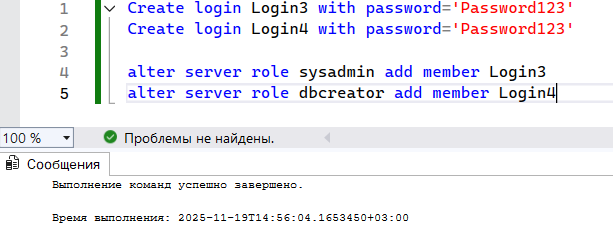 1 Create login Login3 with password='Password123'
2 Create login Login4 with password='Password123'
3
4 alter server role sysadmin add member Login3
5 alter server role dbcreator add member Login4
100 % Проблемы не найдены.
Сообщения
Выполнение команд успешно завершено.
Время выполнения: 2025-11-19T14:56:04.1653450+03:00